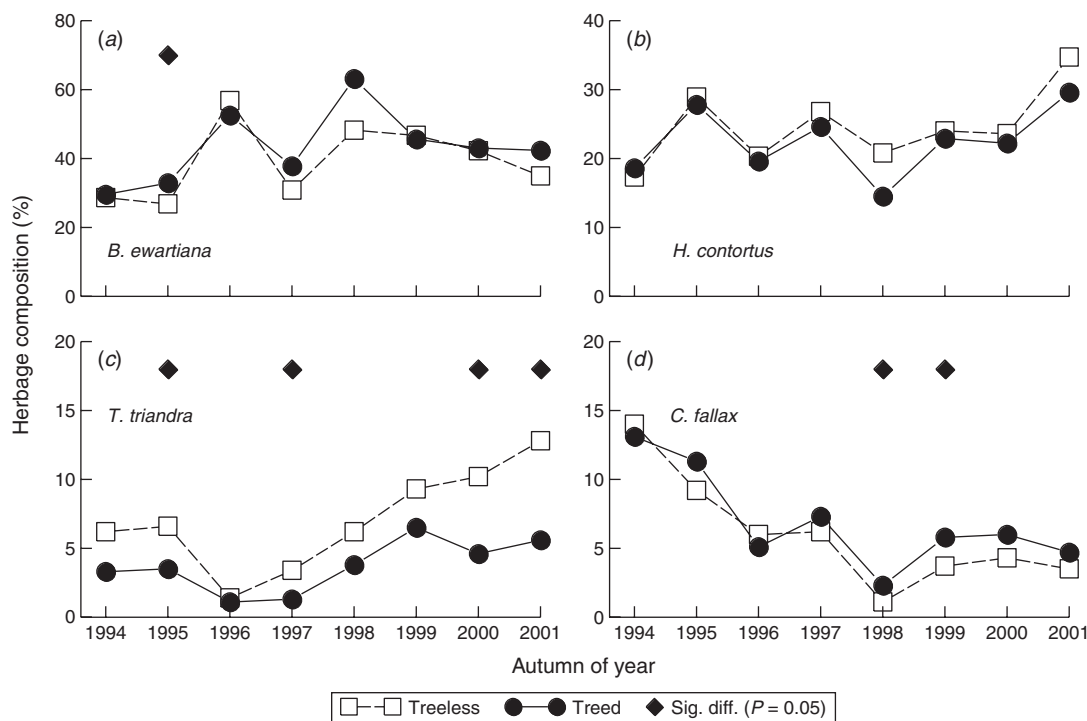 Herbage composition (%)
(a)
80
60
40
20
0
B. ewartiana
(b)
40
30
20
10
0
H. contortus
(c)
20
15
10
5
0
T. triandra
1994 1995 1996 1997 1998 1999 2000 2001
(d)
20
15
10
5
0
C. fallax
1994 1995 1996 1997 1998 1999 2000 2001
Autumn of year
Treeless Treed Sig. diff. (P = 0.05)